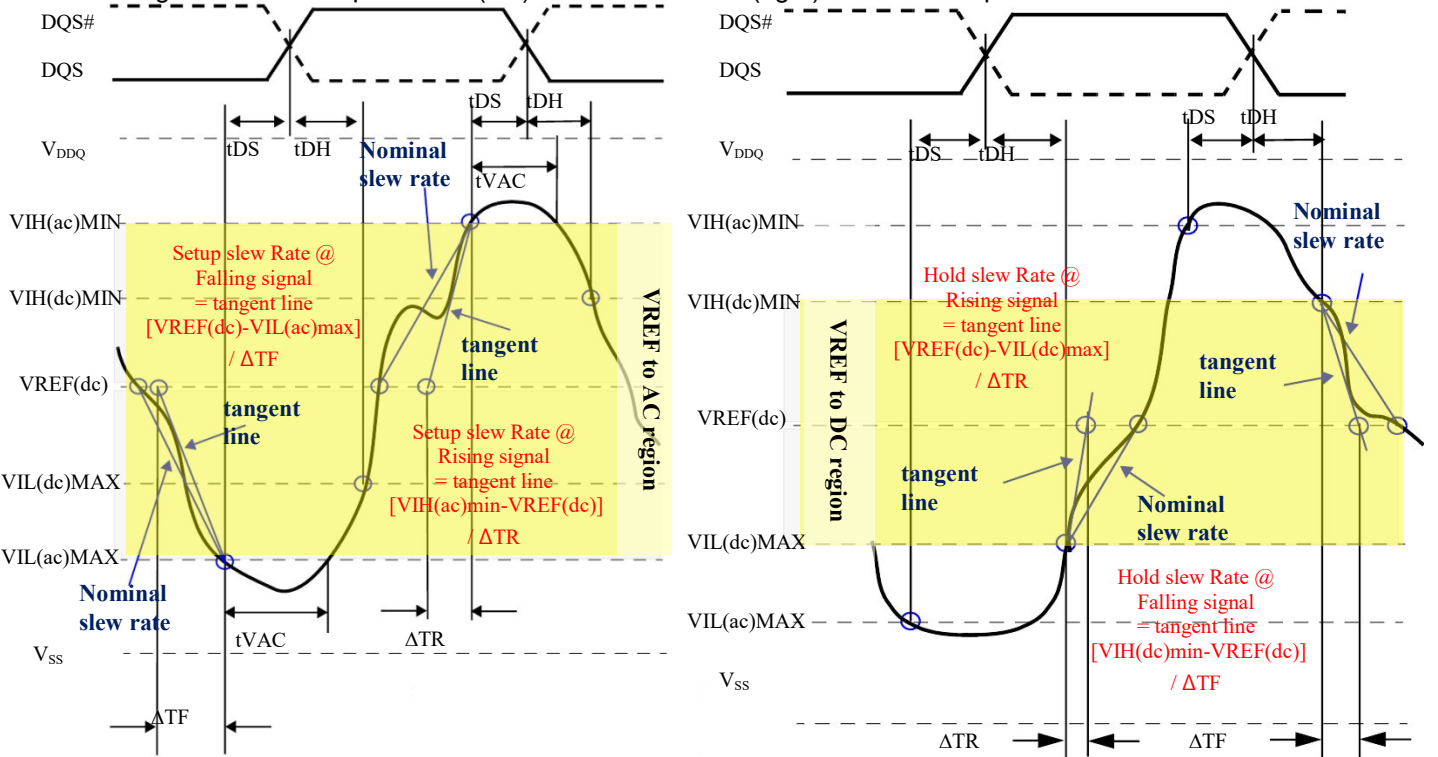 DQS#
DQS
tDS
tDH
tDS
tDH
VDDQ
Nominal
slew rate
tVAC
VIH(ac)MIN
Setup slew Rate @
Falling signal
= tangent line
[VREF(dc)-VIL(ac)max]
/ ΔTF
VIH(dc)MIN
tangent
line
VREF to AC region
VREF(dc)
tangent
line
Setup slew Rate @
Rising signal
= tangent line
[VIH(ac)min-VREF(dc)]
/ ΔTR
VIL(dc)MAX
VIL(ac)MAX
Nominal
slew rate
tVAC
ΔTR
VSS
ΔTF
DQS#
DQS
tDS
tDH
tDS
tDH
VDDQ
VIH(ac)MIN
Nominal
slew rate
Hold slew Rate @
Rising signal
= tangent line
[VREF(dc)-VIL(dc)max]
/ ΔTR
VIH(dc)MIN
VREF to DC region
tangent
line
VREF(dc)
tangent
line
Nominal
slew rate
VIL(dc)MAX
Hold slew Rate @
Falling signal
= tangent line
[VIH(dc)min-VREF(dc)]
/ ΔTF
VIL(ac)MAX
VSS
ΔTR
ΔTF